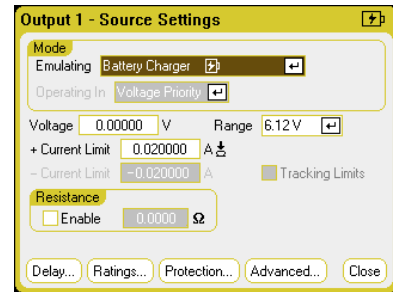 Output 1 - Source Settings
Mode
Emulating Battery Charger
Operating In Voltage Priority
Voltage 0.00000 V Range 6.12 V
+ Current Limit 0.020000 A
− Current Limit −0.020000 A Tracking Limits
Resistance
Enable 0.0000 Ω
Delay... Ratings... Protection... Advanced... Close